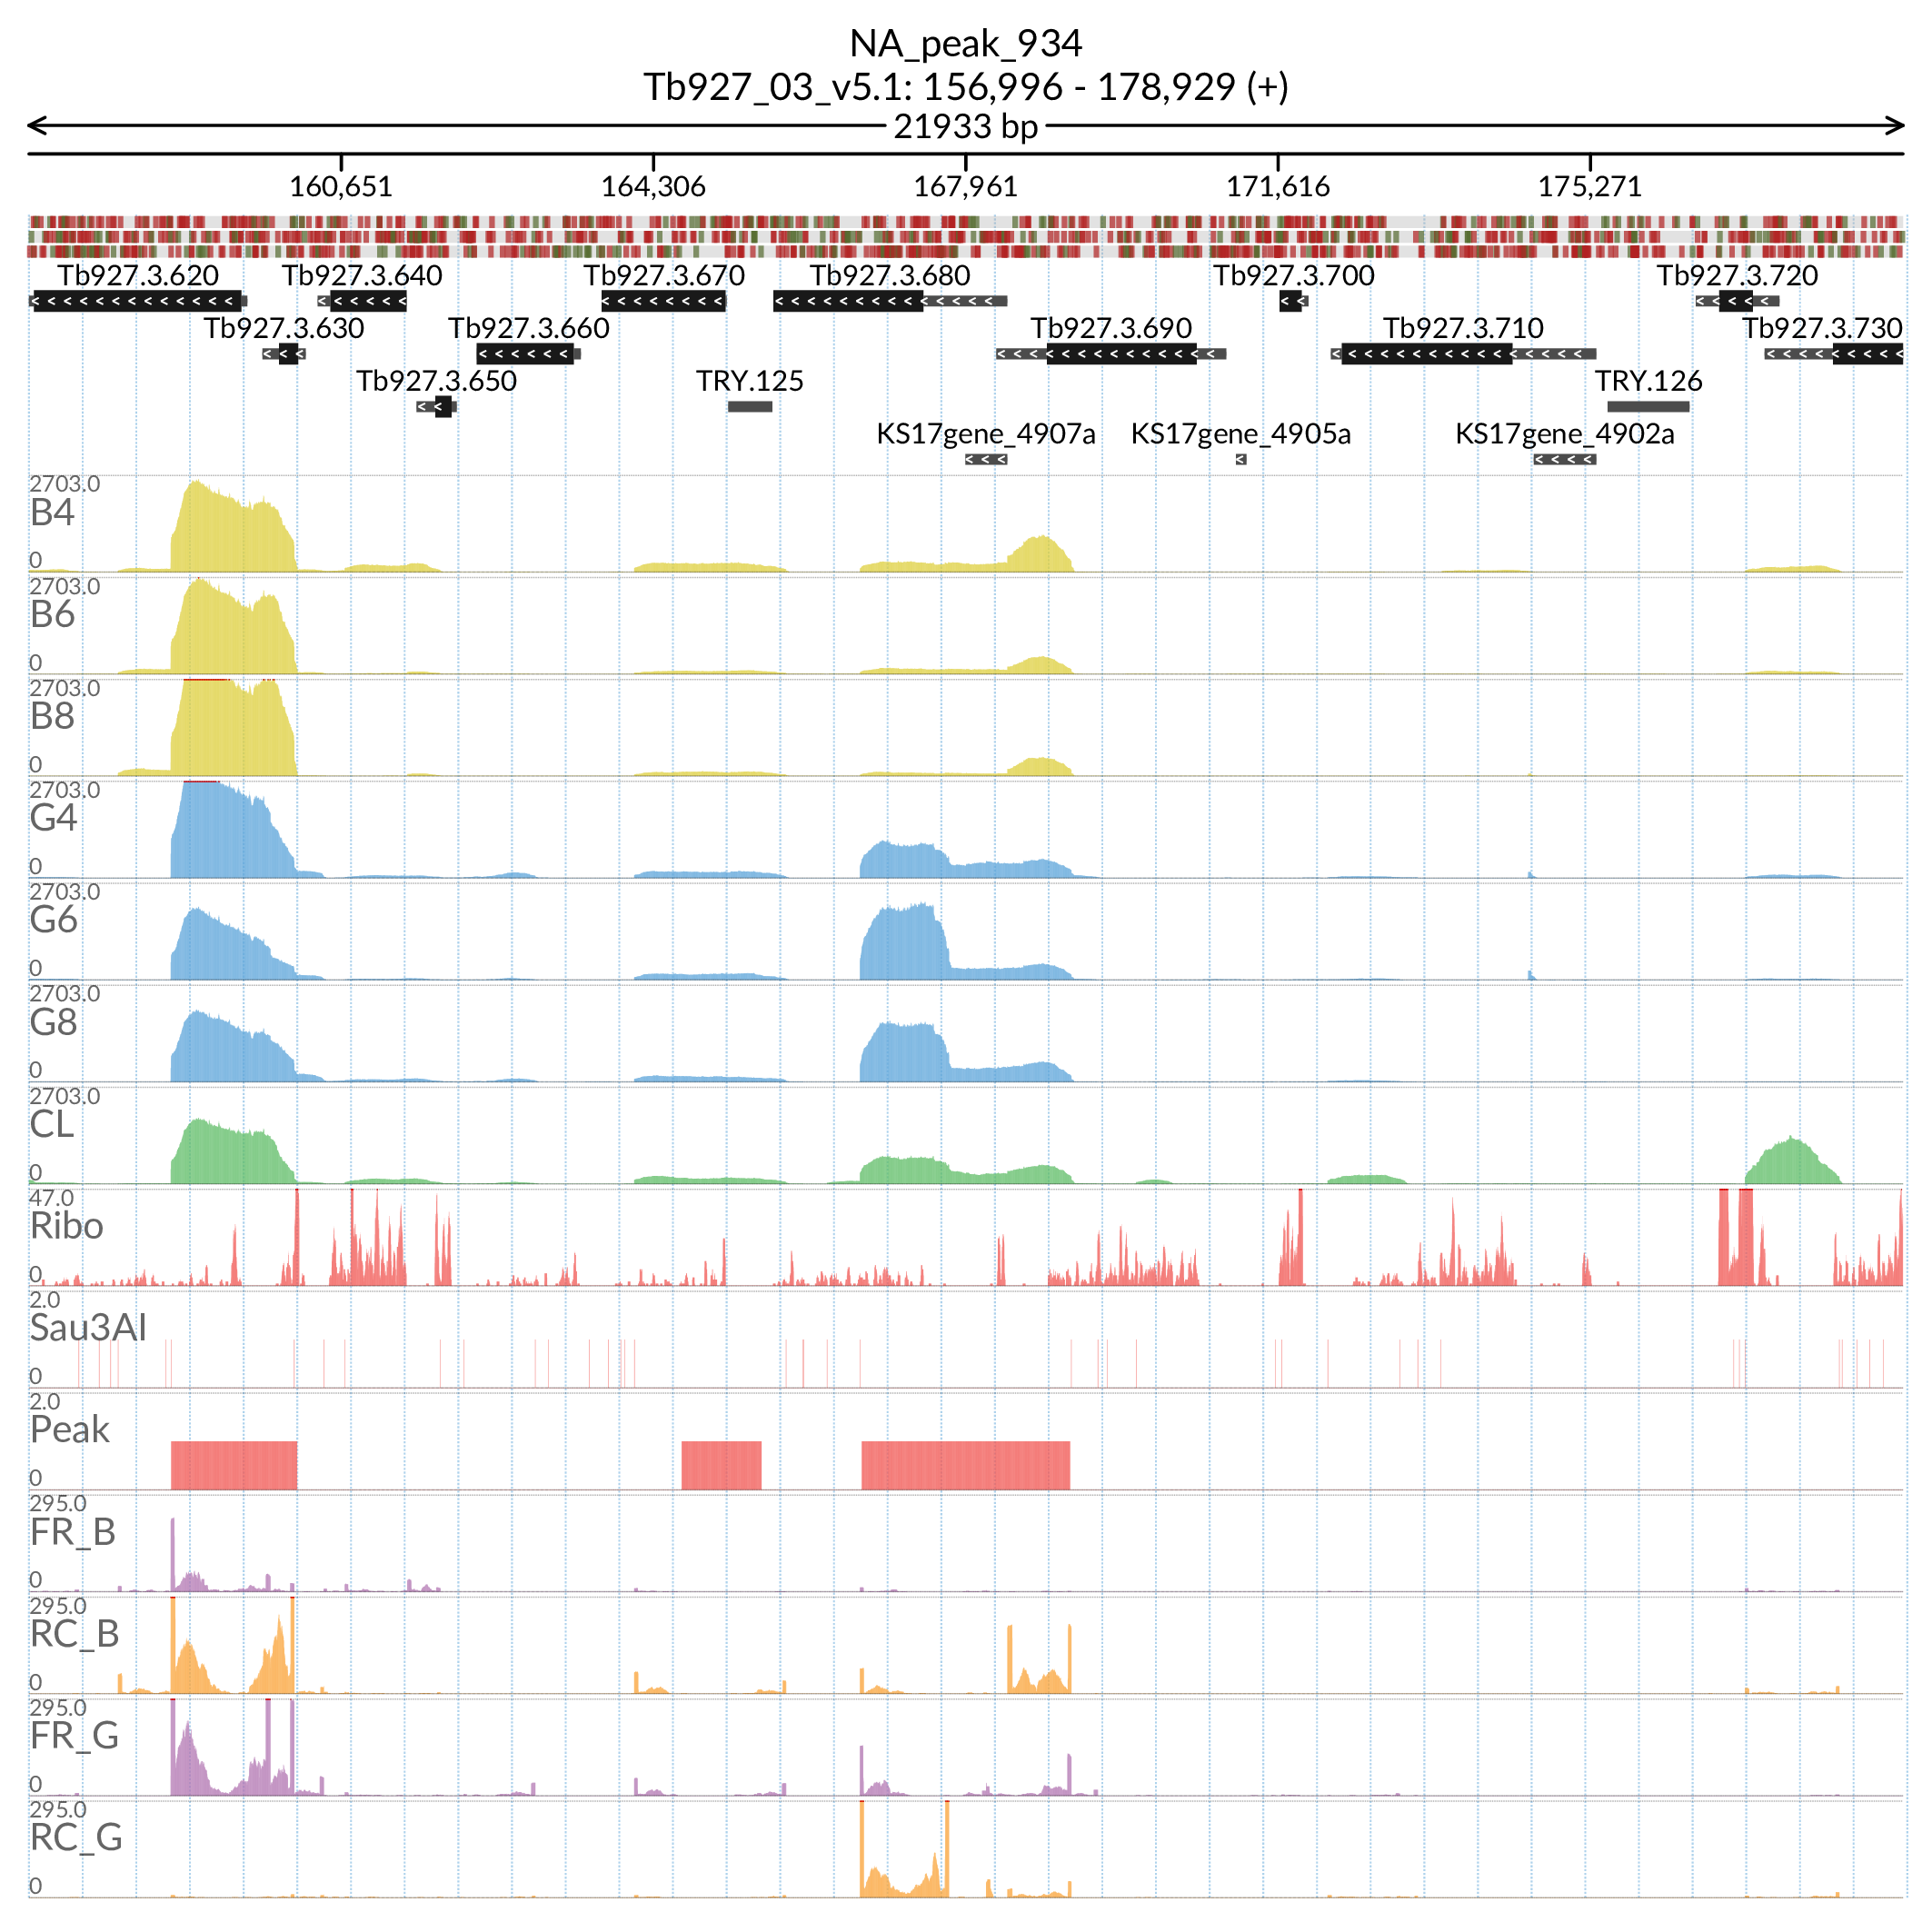 NA_peak_934
Tb927_03_v5.1: 156,996 - 178,929 (+)
21933 bp
160,651 164,306 167,961 171,616 175,271
Tb927.3.620 Tb927.3.640 Tb927.3.670 Tb927.3.680 Tb927.3.700 Tb927.3.720
Tb927.3.630 Tb927.3.660 Tb927.3.690 Tb927.3.710 Tb927.3.730
Tb927.3.650 TRY.125 TRY.126
KS17gene_4907a KS17gene_4905a KS17gene_4902a
2703.0
B4
0
2703.0
B6
0
2703.0
B8
0
2703.0
G4
0
2703.0
G6
0
2703.0
G8
0
2703.0
CL
0
47.0
Ribo
0
2.0
Sau3AI
0
2.0
Peak
0
295.0
FR_B
0
295.0
RC_B
0
295.0
FR_G
0
295.0
RC_G
0